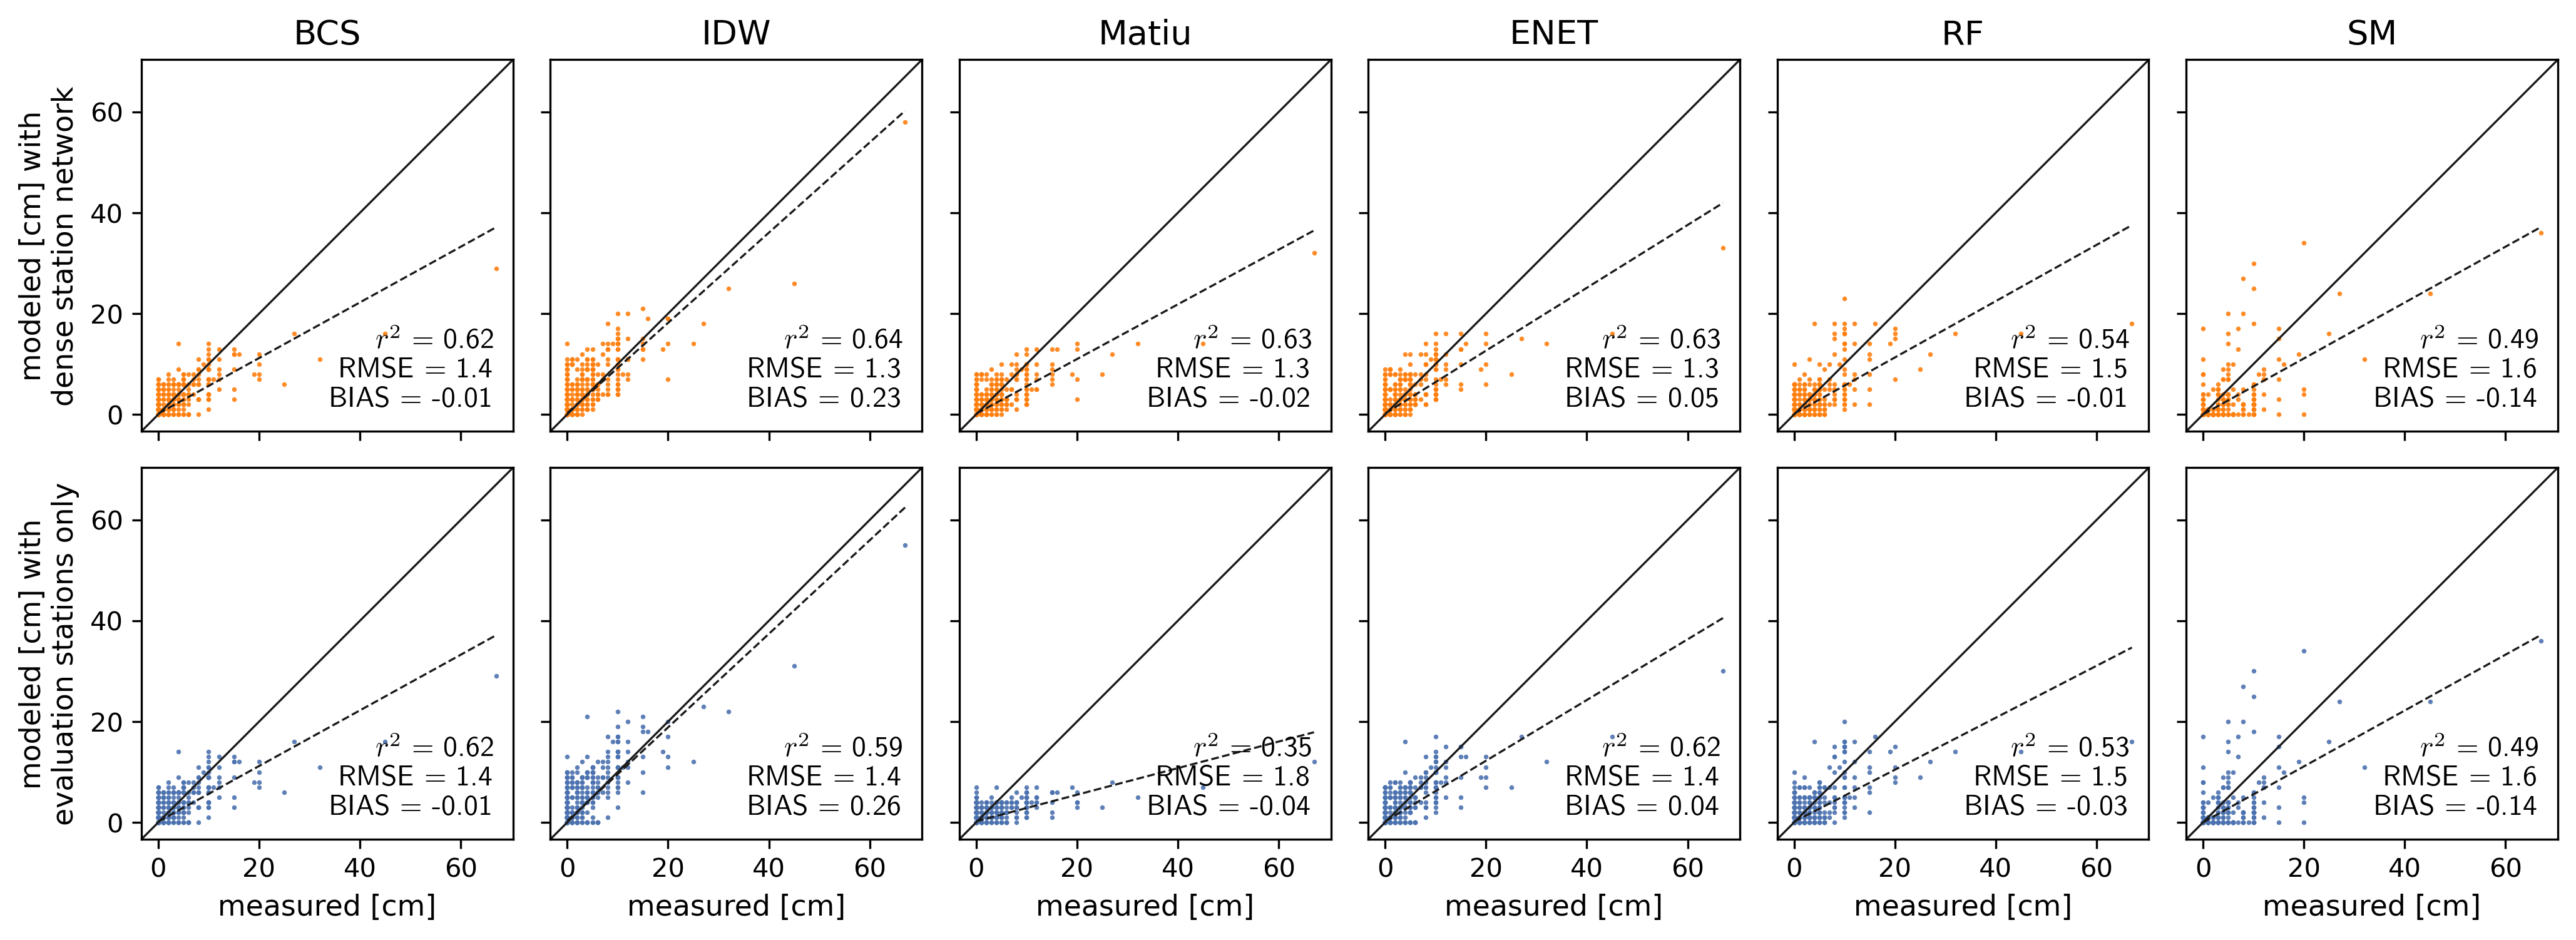 BCS IDW Matiu ENET RF SM
modeled [cm] with
dense station network
60
40
20
0
r² = 0.62
RMSE = 1.4
BIAS = -0.01
r² = 0.64
RMSE = 1.3
BIAS = 0.23
r² = 0.63
RMSE = 1.3
BIAS = -0.02
r² = 0.63
RMSE = 1.3
BIAS = 0.05
r² = 0.54
RMSE = 1.5
BIAS = -0.01
r² = 0.49
RMSE = 1.6
BIAS = -0.14
modeled [cm] with
evaluation stations only
60
40
20
0
r² = 0.62
RMSE = 1.4
BIAS = -0.01
r² = 0.59
RMSE = 1.4
BIAS = 0.26
r² = 0.35
RMSE = 1.8
BIAS = -0.04
r² = 0.62
RMSE = 1.4
BIAS = 0.04
r² = 0.53
RMSE = 1.5
BIAS = -0.03
r² = 0.49
RMSE = 1.6
BIAS = -0.14
0 20 40 60 0 20 40 60 0 20 40 60 0 20 40 60 0 20 40 60 0 20 40 60
measured [cm] measured [cm] measured [cm] measured [cm] measured [cm] measured [cm]